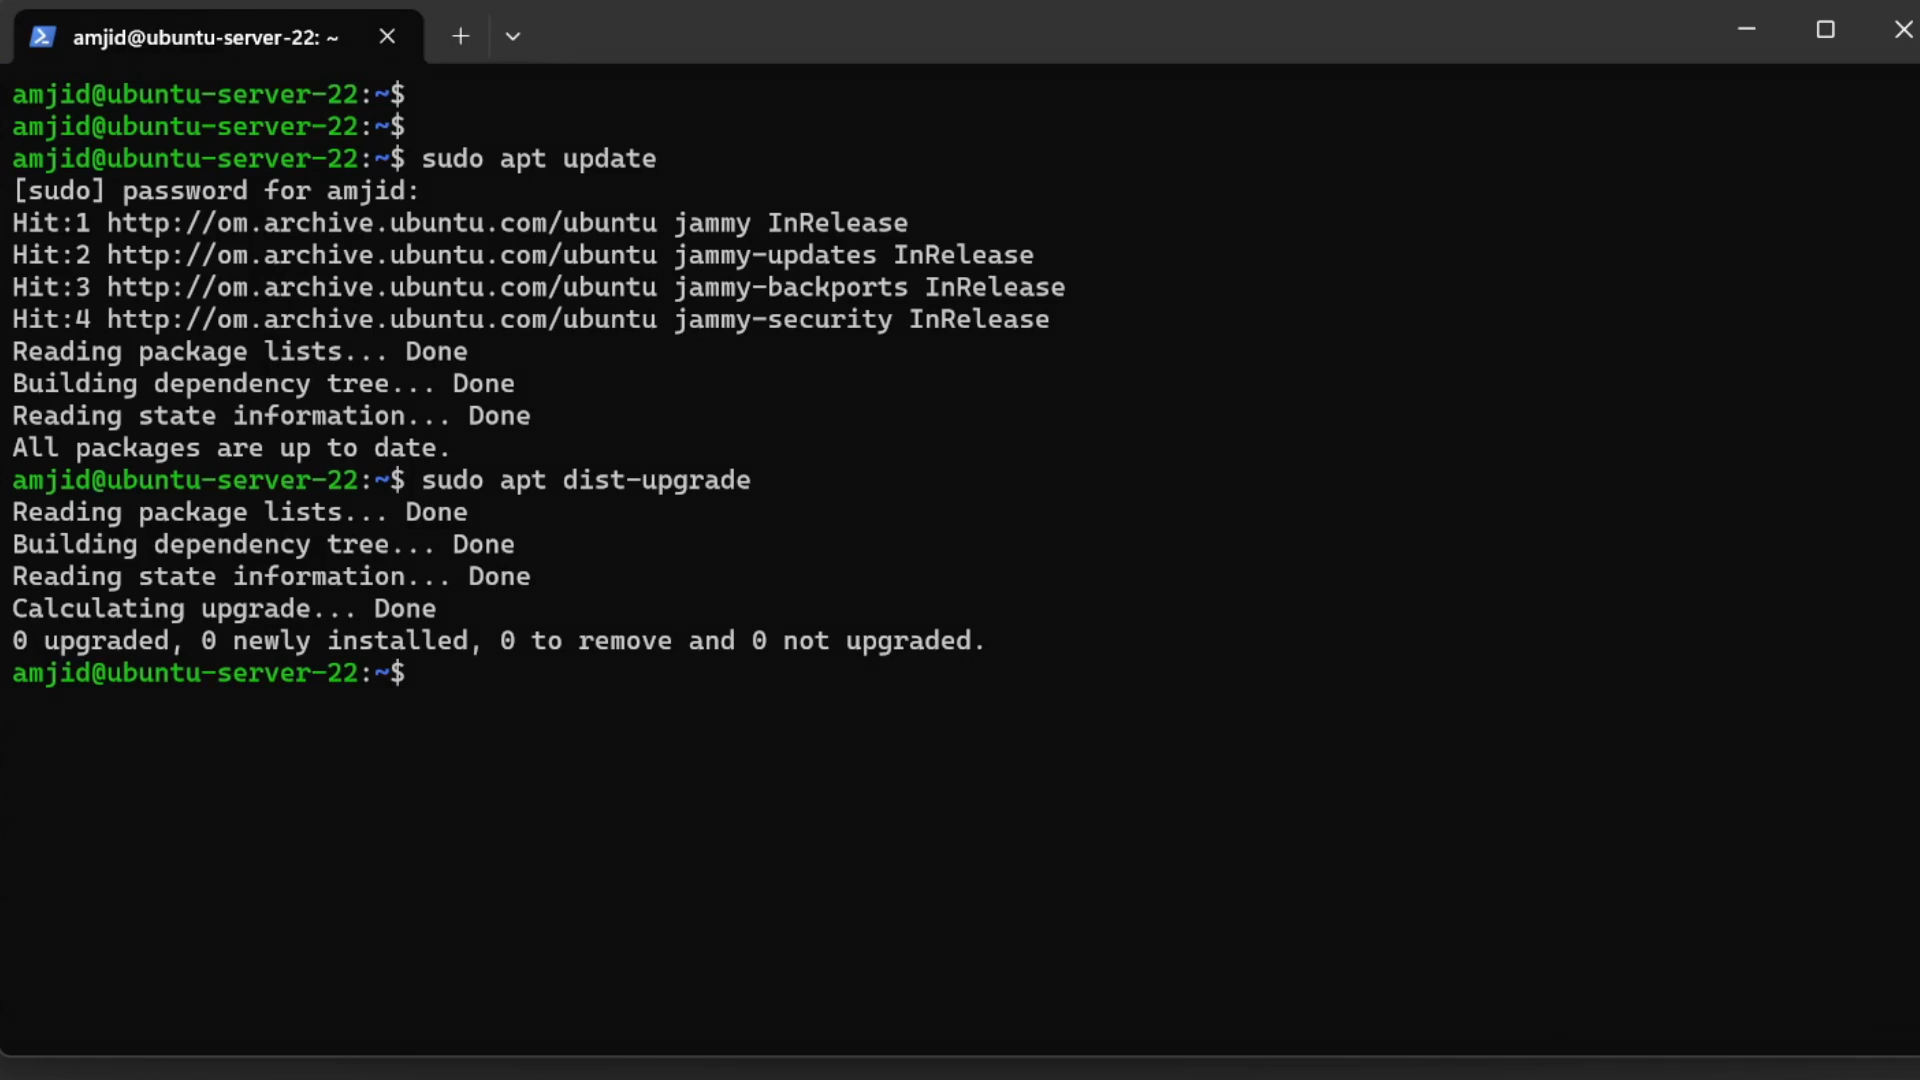 amjid@ubuntu-server-22: ~
amjid@ubuntu-server-22:~$
amjid@ubuntu-server-22:~$
amjid@ubuntu-server-22:~$ sudo apt update
[sudo] password for amjid:
Hit:1 http://om.archive.ubuntu.com/ubuntu jammy InRelease
Hit:2 http://om.archive.ubuntu.com/ubuntu jammy-updates InRelease
Hit:3 http://om.archive.ubuntu.com/ubuntu jammy-backports InRelease
Hit:4 http://om.archive.ubuntu.com/ubuntu jammy-security InRelease
Reading package lists... Done
Building dependency tree... Done
Reading state information... Done
All packages are up to date.
amjid@ubuntu-server-22:~$ sudo apt dist-upgrade
Reading package lists... Done
Building dependency tree... Done
Reading state information... Done
Calculating upgrade... Done
0 upgraded, 0 newly installed, 0 to remove and 0 not upgraded.
amjid@ubuntu-server-22:~$